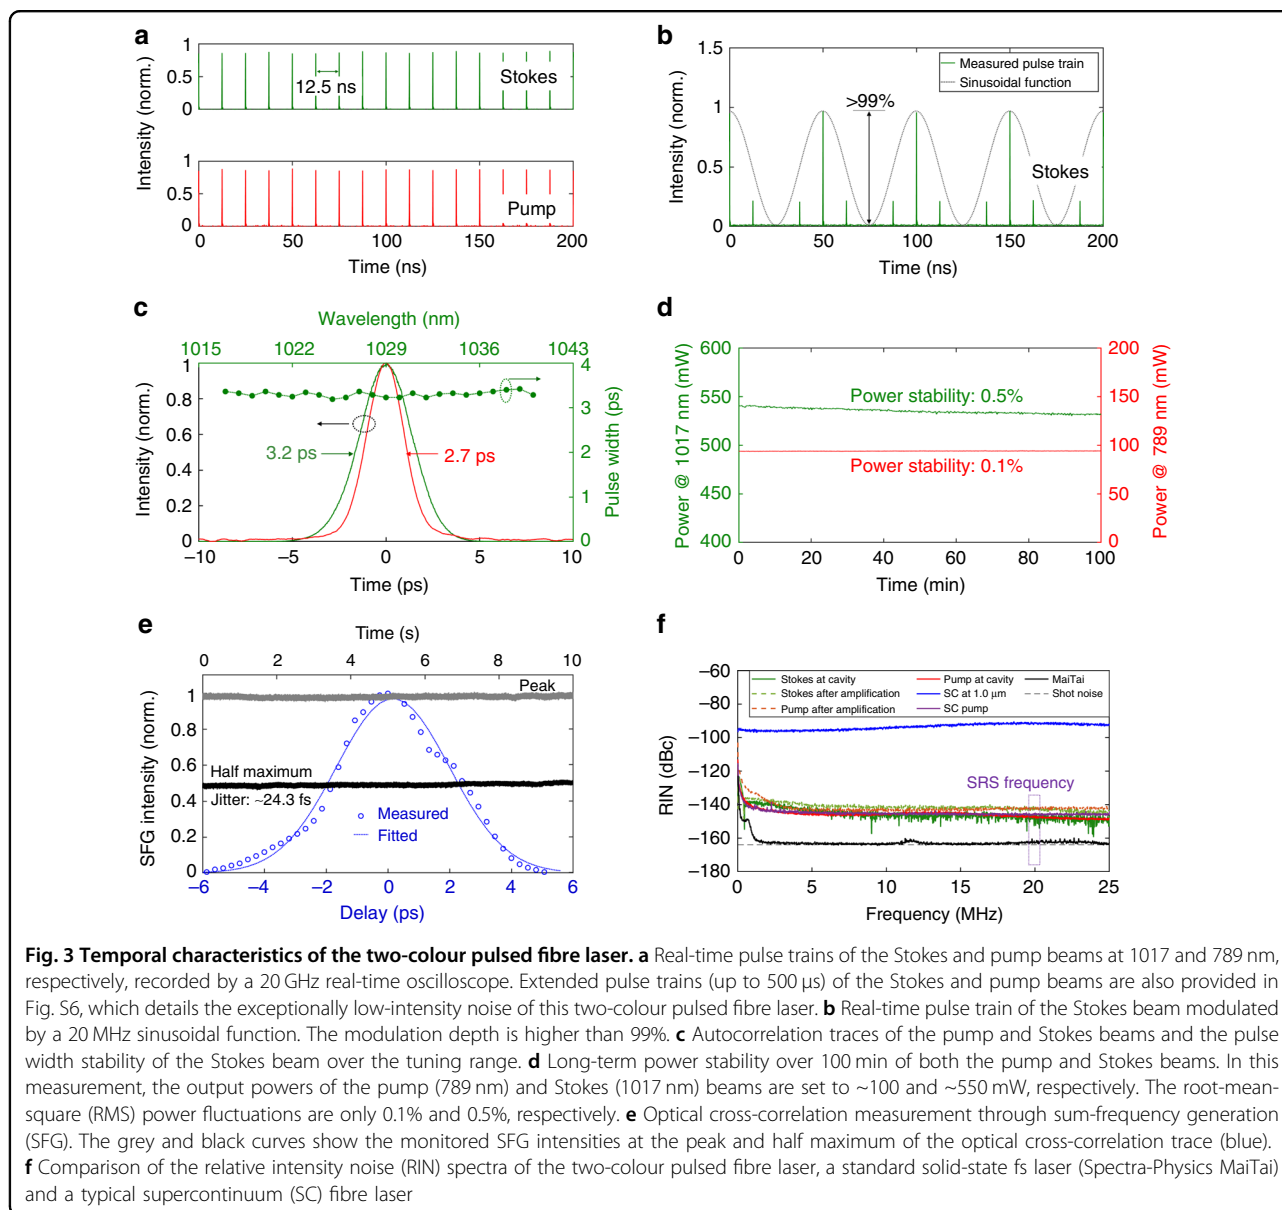 a
Intensity (norm.)
1
0.5
0
12.5 ns
Stokes
1
0.5
0
Pump
0 50 100 150 200
Time (ns)
b
Intensity (norm.)
1.5
1
0.5
0
Measured pulse train
Sinusoidal function
>99%
Stokes
0 50 100 150 200
Time (ns)
c
Wavelength (nm)
1015 1022 1029 1036 1043
Intensity (norm.)
1
0.8
0.6
0.4
0.2
0
3.2 ps
2.7 ps
4
3
2
1
0
Pulse width (ps)
–10 –5 0 5 10
Time (ps)
d
Power @ 1017 nm (mW)
600
550
500
450
400
Power stability: 0.5%
Power stability: 0.1%
200
150
100
50
0
Power @ 789 nm (mW)
0 20 40 60 80 100
Time (min)
e
Time (s)
0 2 4 6 8 10
SFG intensity (norm.)
1
0.8
0.6
0.4
0.2
0
Peak
Half maximum
Jitter: ~24.3 fs
Measured
Fitted
–6 –4 –2 0 2 4 6
Delay (ps)
f
RIN (dBc)
–60
–80
–100
–120
–140
–160
–180
Stokes at cavity
Stokes after amplification
Pump after amplification
Pump at cavity
SC at 1.0 μm
SC pump
MaiTai
Shot noise
SRS frequency
0 5 10 15 20 25
Frequency (MHz)
Fig. 3 Temporal characteristics of the two-colour pulsed fibre laser. a Real-time pulse trains of the Stokes and pump beams at 1017 and 789 nm,
respectively, recorded by a 20 GHz real-time oscilloscope. Extended pulse trains (up to 500 μs) of the Stokes and pump beams are also provided in
Fig. S6, which details the exceptionally low-intensity noise of this two-colour pulsed fibre laser. b Real-time pulse train of the Stokes beam modulated
by a 20 MHz sinusoidal function. The modulation depth is higher than 99%. c Autocorrelation traces of the pump and Stokes beams and the pulse
width stability of the Stokes beam over the tuning range. d Long-term power stability over 100 min of both the pump and Stokes beams. In this
measurement, the output powers of the pump (789 nm) and Stokes (1017 nm) beams are set to ~100 and ~550 mW, respectively. The root-mean-
square (RMS) power fluctuations are only 0.1% and 0.5%, respectively. e Optical cross-correlation measurement through sum-frequency generation
(SFG). The grey and black curves show the monitored SFG intensities at the peak and half maximum of the optical cross-correlation trace (blue).
f Comparison of the relative intensity noise (RIN) spectra of the two-colour pulsed fibre laser, a standard solid-state fs laser (Spectra-Physics MaiTai)
and a typical supercontinuum (SC) fibre laser